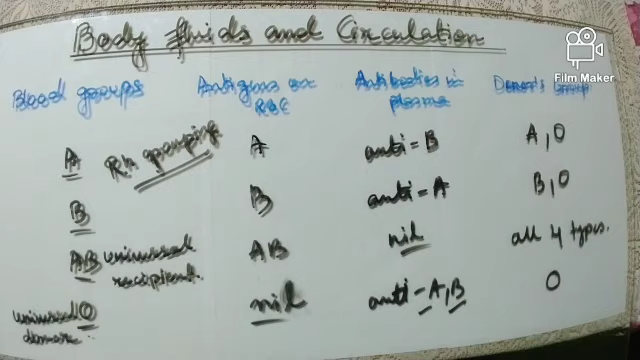 Body fluids and Circulation
Film Maker
Blood groups Antigens on RBC Antibodies in plasma Donor's Group
A Rh grouping A anti-B A,O
B B anti-A B,O
AB universal recipient. AB nil all 4 types.
universal donor O nil anti-A,B O